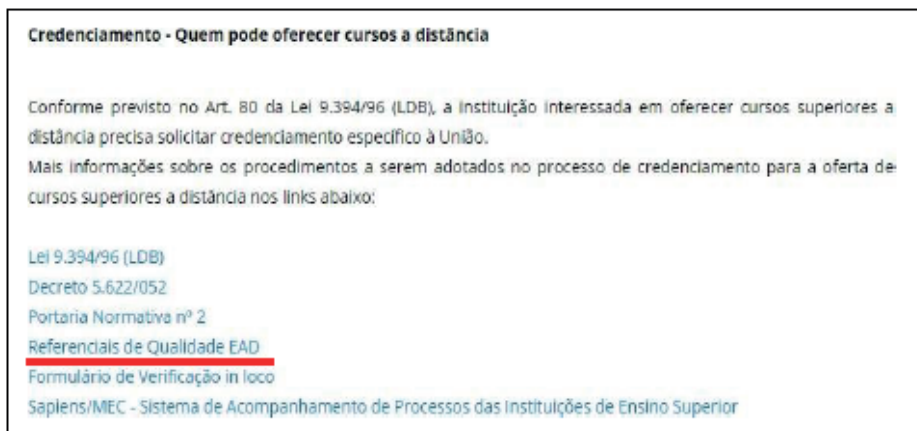 Credenciamento - Quem pode oferecer cursos a distância
Conforme previsto no Art. 80 da Lei 9.394/96 (LDB), a instituição interessada em oferecer cursos superiores a
distância precisa solicitar credenciamento específico à União.
Mais informações sobre os procedimentos a serem adotados no processo de credenciamento para a oferta de
cursos superiores a distância nos links abaixo:
Lei 9.394/96 (LDB)
Decreto 5.622/052
Portaria Normativa nº 2
Referenciais de Qualidade EAD
Formulário de Verificação in loco
Sapiens/MEC - Sistema de Acompanhamento de Processos das Instituições de Ensino Superior